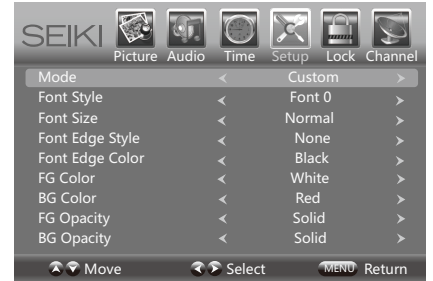 SEIKI
Picture Audio Time Setup Lock Channel
Mode Custom
Font Style Font 0
Font Size Normal
Font Edge Style None
Font Edge Color Black
FG Color White
BG Color Red
FG Opacity Solid
BG Opacity Solid
Move Select MENU Return